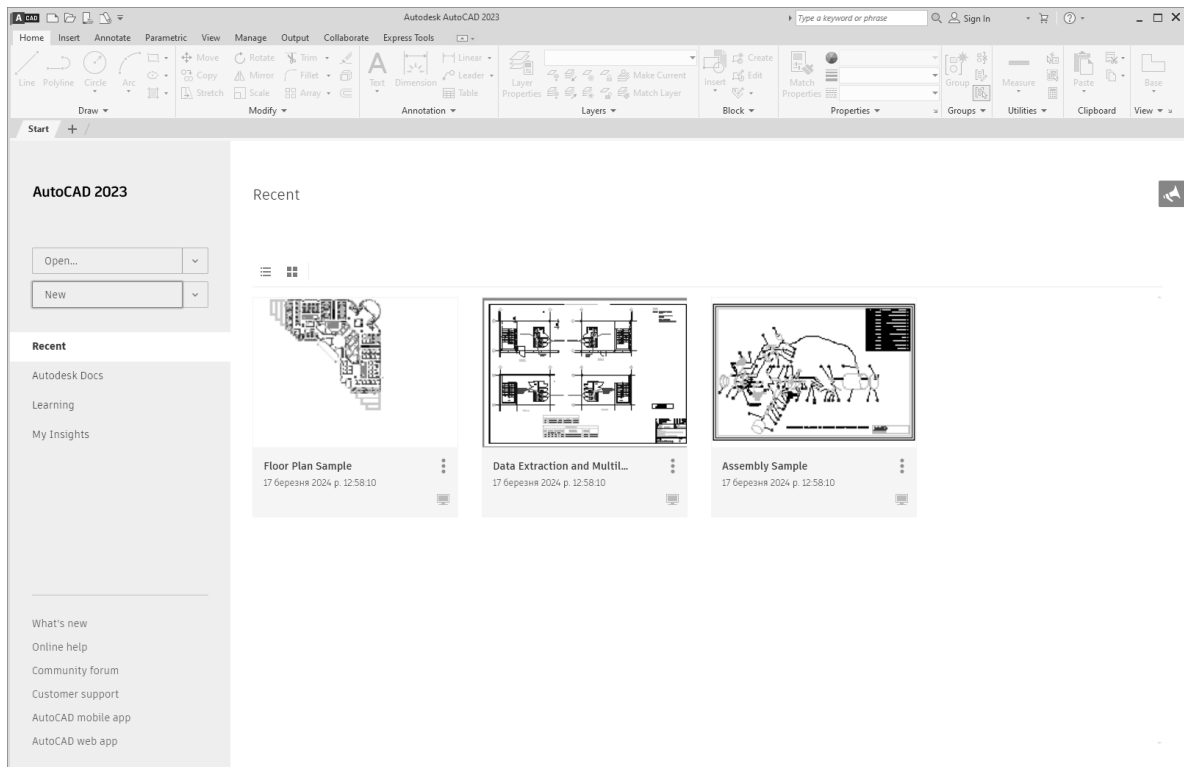 A CAD
Autodesk AutoCAD 2023
Type a keyword or phrase
Sign In
Home Insert Annotate Parametric View Manage Output Collaborate Express Tools
Line Polyline Circle
Move Rotate Trim
Copy Mirror Fillet
Stretch Scale Array
Text Dimension
Linear
Leader
Table
Layer Properties
Make Current
Match Layer
Insert
Create
Edit
Match Properties
Group
Measure
Paste
Base
Draw Modify Annotation Layers Block Properties Groups Utilities Clipboard View
Start
AutoCAD 2023
Open...
New
Recent
Autodesk Docs
Learning
My Insights
What's new
Online help
Community forum
Customer support
AutoCAD mobile app
AutoCAD web app
Recent
Floor Plan Sample
17 березня 2024 р. 12:58:10
Data Extraction and Multil...
17 березня 2024 р. 12:58:10
Assembly Sample
17 березня 2024 р. 12:58:10